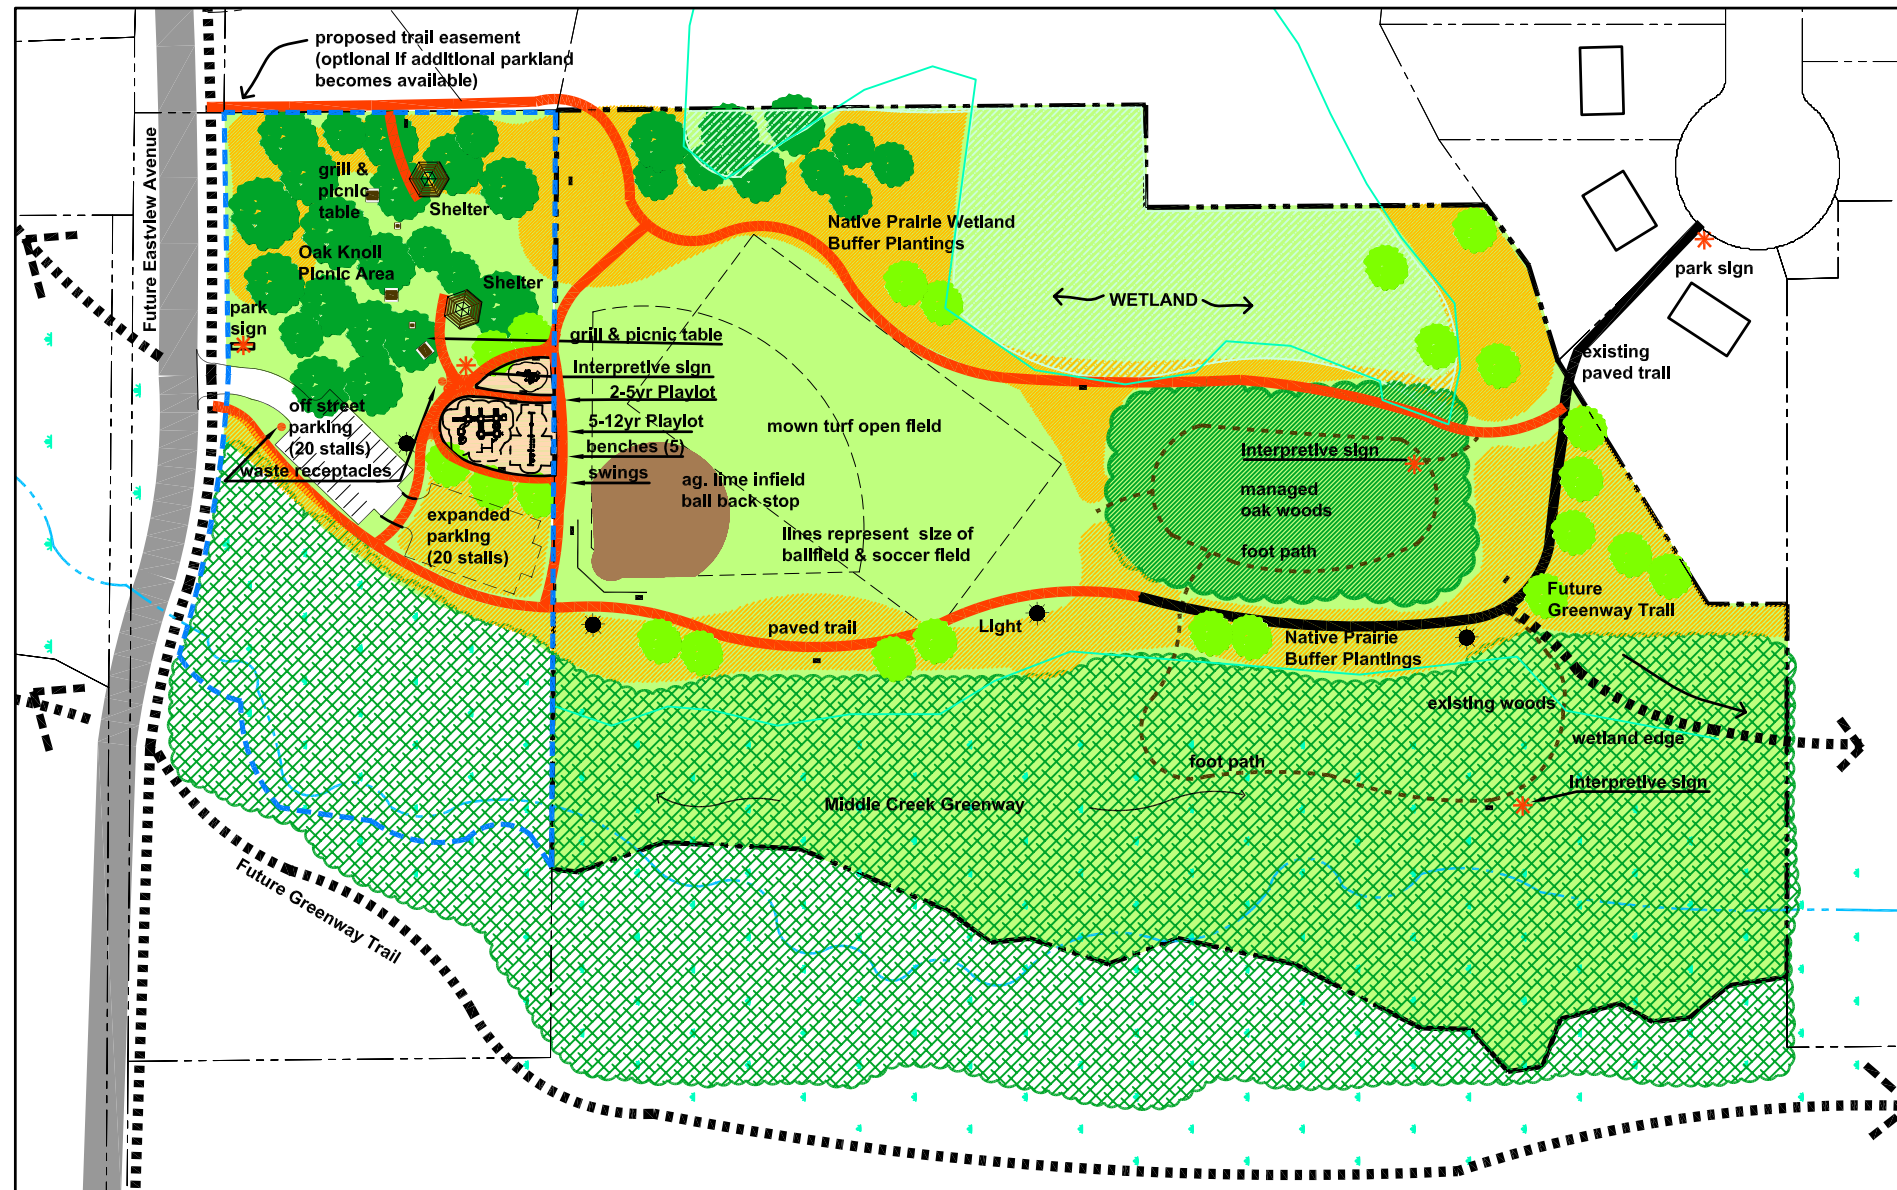 proposed trail easement
(optional if additional parkland
becomes available)
Future Eastview Avenue
grill &
picnic
table
Shelter
Oak Knoll
Picnic Area
Shelter
park
sign
Native Prairie Wetland
Buffer Plantings
WETLAND
park sign
existing
paved trail
grill & picnic table
Interpretive sign
2-5yr Playlot
5-12yr Playlot
benches (5)
swings
off street
parking
(20 stalls)
waste receptacles
mown turf open field
ag. lime infield
ball back stop
lines represent size of
ballfield & soccer field
expanded
parking
(20 stalls)
Interpretive sign
managed
oak woods
foot path
Future
Greenway Trail
paved trail
Light
Native Prairie
Buffer Plantings
existing woods
wetland edge
foot path
Interpretive sign
Middle Creek Greenway
Future Greenway Trail